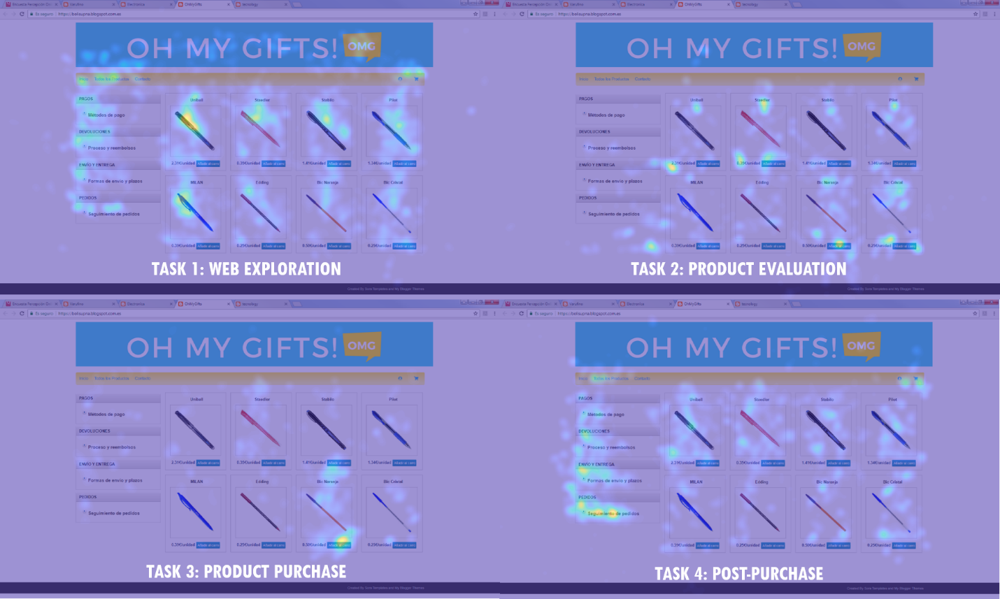 Encuesta Percepción Onl Varufine Electronica OhMyGifts tecnology
Es seguro https://bolisupna.blogspot.com.es
OH MY GIFTS! OMG
Inicio Todos los Productos Contacto
PAGOS
Métodos de pago
DEVOLUCIONES
Proceso y reembolsos
ENVÍO Y ENTREGA
Formas de envio y plazos
PEDIDOS
Seguimiento de pedidos
Uniball Staedler Stabilo Pilot
2.31€/unidad Añadir al carro 0.35€/unidad Añadir al carro 1.41€/unidad Añadir al carro 1.34€/unidad Añadir al carro
MILAN Edding Bic Naranja Bic Cristal
0.39€/unidad Añadir al carro 0.25€/unidad Añadir al carro 0.50€/unidad Añadir al carro 0.25€/unidad Añadir al carro
TASK 1: WEB EXPLORATION
Created By Sora Templates and My Blogger Themes
Encuesta Percepción Onl Varufine Electronica OhMyGifts tecnology
Es seguro https://bolisupna.blogspot.com.es
OH MY GIFTS! OMG
Inicio Todos los Productos Contacto
PAGOS
Métodos de pago
DEVOLUCIONES
Proceso y reembolsos
ENVÍO Y ENTREGA
Formas de envio y plazos
PEDIDOS
Seguimiento de pedidos
Uniball Staedler Stabilo Pilot
2.31€/unidad Añadir al carro 0.35€/unidad Añadir al carro 1.41€/unidad Añadir al carro 1.34€/unidad Añadir al carro
MILAN Edding Bic Naranja Bic Cristal
0.39€/unidad Añadir al carro 0.25€/unidad Añadir al carro 0.50€/unidad Añadir al carro 0.25€/unidad Añadir al carro
TASK 2: PRODUCT EVALUATION
Created By Sora Templates and My Blogger Themes
Encuesta Percepción Onl Varufine Electronica OhMyGifts tecnology
Es seguro https://bolisupna.blogspot.com.es
OH MY GIFTS! OMG
Inicio Todos los Productos Contacto
PAGOS
Métodos de pago
DEVOLUCIONES
Proceso y reembolsos
ENVÍO Y ENTREGA
Formas de envio y plazos
PEDIDOS
Seguimiento de pedidos
Uniball Staedler Stabilo Pilot
2.31€/unidad Añadir al carro 0.35€/unidad Añadir al carro 1.41€/unidad Añadir al carro 1.34€/unidad Añadir al carro
MILAN Edding Bic Naranja Bic Cristal
0.39€/unidad Añadir al carro 0.25€/unidad Añadir al carro 0.50€/unidad Añadir al carro 0.25€/unidad Añadir al carro
TASK 3: PRODUCT PURCHASE
Created By Sora Templates and My Blogger Themes
Encuesta Percepción Onl Varufine Electronica OhMyGifts tecnology
Es seguro https://bolisupna.blogspot.com.es
OH MY GIFTS! OMG
Inicio Todos los Productos Contacto
PAGOS
Métodos de pago
DEVOLUCIONES
Proceso y reembolsos
ENVÍO Y ENTREGA
Formas de envio y plazos
PEDIDOS
Seguimiento de pedidos
Uniball Staedler Stabilo Pilot
2.31€/unidad Añadir al carro 0.35€/unidad Añadir al carro 1.41€/unidad Añadir al carro 1.34€/unidad Añadir al carro
MILAN Edding Bic Naranja Bic Cristal
0.39€/unidad Añadir al carro 0.25€/unidad Añadir al carro 0.50€/unidad Añadir al carro 0.25€/unidad Añadir al carro
TASK 4: POST-PURCHASE
Created By Sora Templates and My Blogger Themes